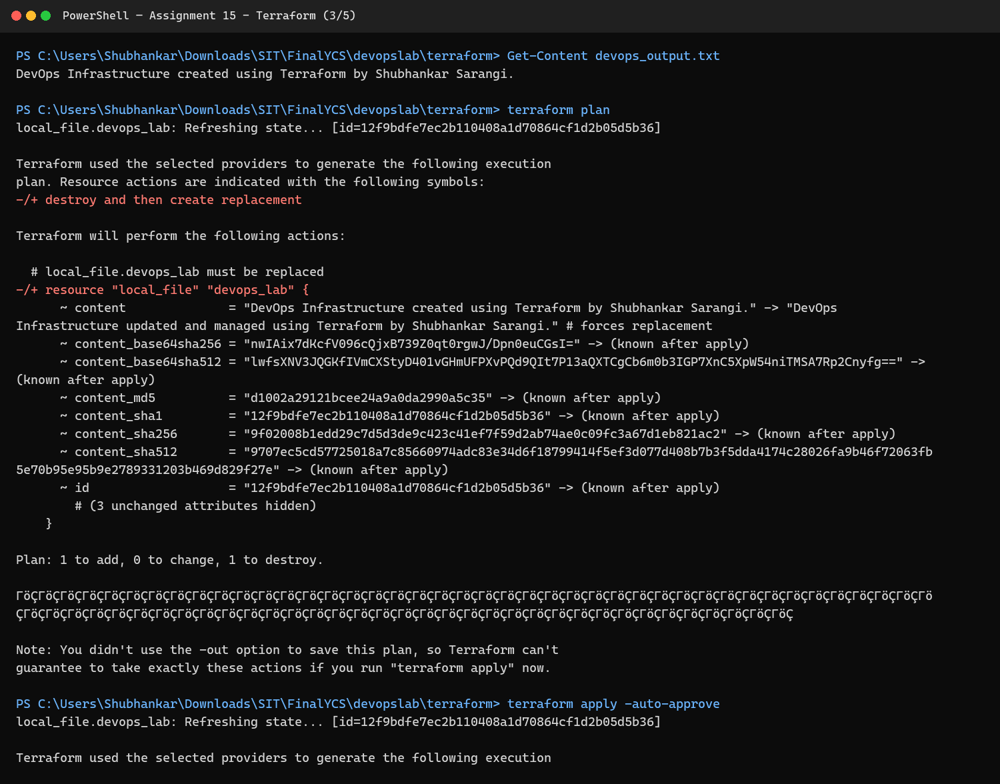 PowerShell — Assignment 15 - Terraform (3/5)
PS C:\Users\Shubhankar\Downloads\SIT\FinalYCS\devopslab\terraform> Get-Content devops_output.txt
DevOps Infrastructure created using Terraform by Shubhankar Sarangi.
PS C:\Users\Shubhankar\Downloads\SIT\FinalYCS\devopslab\terraform> terraform plan
local_file.devops_lab: Refreshing state... [id=12f9bdfe7ec2b110408a1d70864cf1d2b05d5b36]
Terraform used the selected providers to generate the following execution
plan. Resource actions are indicated with the following symbols:
-/+ destroy and then create replacement
Terraform will perform the following actions:
  # local_file.devops_lab must be replaced
-/+ resource "local_file" "devops_lab" {
      ~ content              = "DevOps Infrastructure created using Terraform by Shubhankar Sarangi." -> "DevOps
Infrastructure updated and managed using Terraform by Shubhankar Sarangi." # forces replacement
      ~ content_base64sha256 = "nwIAix7dKcfV096cQjxB739Z0qt0rgwJ/Dpn0euCGsI=" -> (known after apply)
      ~ content_base64sha512 = "lwfsXNV3JQGKfIVmCXStyD401vGHmUFPXvPQd9QIt7P13aQXTCgCb6m0b3IGP7XnC5XpW54niTMSA7Rp2Cnyfg==" ->
(known after apply)
      ~ content_md5          = "d1002a29121bcee24a9a0da2990a5c35" -> (known after apply)
      ~ content_sha1         = "12f9bdfe7ec2b110408a1d70864cf1d2b05d5b36" -> (known after apply)
      ~ content_sha256       = "9f02008b1edd29c7d5d3de9c423c41ef7f59d2ab74ae0c09fc3a67d1eb821ac2" -> (known after apply)
      ~ content_sha512       = "9707ec5cd57725018a7c85660974adc83e34d6f18799414f5ef3d077d408b7b3f5dda4174c28026fa9b46f72063fb
5e70b95e95b9e2789331203b469d829f27e" -> (known after apply)
      ~ id                   = "12f9bdfe7ec2b110408a1d70864cf1d2b05d5b36" -> (known after apply)
        # (3 unchanged attributes hidden)
    }
Plan: 1 to add, 0 to change, 1 to destroy.
ΓöÇΓöÇΓöÇΓöÇΓöÇΓöÇΓöÇΓöÇΓöÇΓöÇΓöÇΓöÇΓöÇΓöÇΓöÇΓöÇΓöÇΓöÇΓöÇΓöÇΓöÇΓöÇΓöÇΓöÇΓöÇΓöÇΓöÇΓöÇΓöÇΓöÇΓöÇΓöÇΓöÇΓöÇΓöÇΓöÇΓöÇΓöÇΓöÇΓöÇΓöÇΓö
ÇΓöÇΓöÇΓöÇΓöÇΓöÇΓöÇΓöÇΓöÇΓöÇΓöÇΓöÇΓöÇΓöÇΓöÇΓöÇΓöÇΓöÇΓöÇΓöÇΓöÇΓöÇΓöÇΓöÇΓöÇΓöÇΓöÇΓöÇΓöÇΓöÇΓöÇΓöÇΓöÇΓöÇΓöÇΓöÇ
Note: You didn't use the -out option to save this plan, so Terraform can't
guarantee to take exactly these actions if you run "terraform apply" now.
PS C:\Users\Shubhankar\Downloads\SIT\FinalYCS\devopslab\terraform> terraform apply -auto-approve
local_file.devops_lab: Refreshing state... [id=12f9bdfe7ec2b110408a1d70864cf1d2b05d5b36]
Terraform used the selected providers to generate the following execution